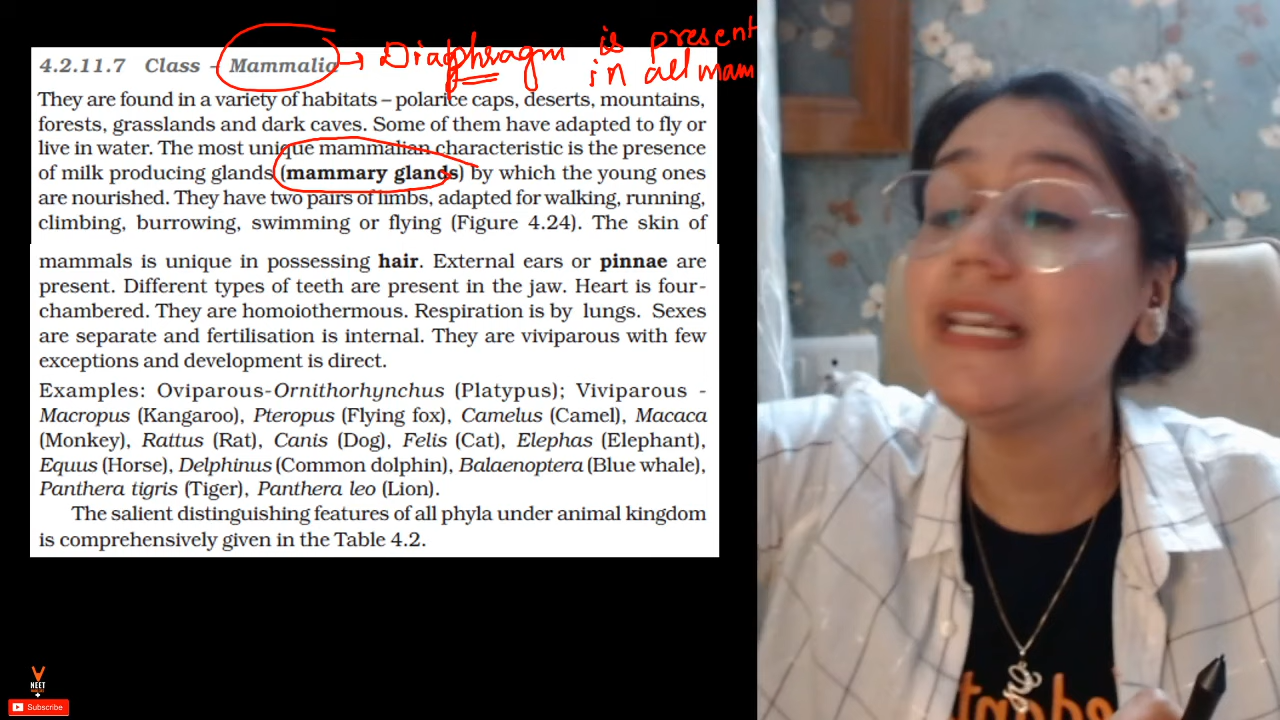 4.2.11.7 Class – Mammalia → Diaphragm is present
in all mam
They are found in a variety of habitats – polarice caps, deserts, mountains,
forests, grasslands and dark caves. Some of them have adapted to fly or
live in water. The most unique mammalian characteristic is the presence
of milk producing glands (mammary glands) by which the young ones
are nourished. They have two pairs of limbs, adapted for walking, running,
climbing, burrowing, swimming or flying (Figure 4.24). The skin of
mammals is unique in possessing hair. External ears or pinnae are
present. Different types of teeth are present in the jaw. Heart is four-
chambered. They are homoiothermous. Respiration is by lungs. Sexes
are separate and fertilisation is internal. They are viviparous with few
exceptions and development is direct.
Examples: Oviparous-Ornithorhynchus (Platypus); Viviparous -
Macropus (Kangaroo), Pteropus (Flying fox), Camelus (Camel), Macaca
(Monkey), Rattus (Rat), Canis (Dog), Felis (Cat), Elephas (Elephant),
Equus (Horse), Delphinus (Common dolphin), Balaenoptera (Blue whale),
Panthera tigris (Tiger), Panthera leo (Lion).
The salient distinguishing features of all phyla under animal kingdom
is comprehensively given in the Table 4.2.
NEET
Subscribe